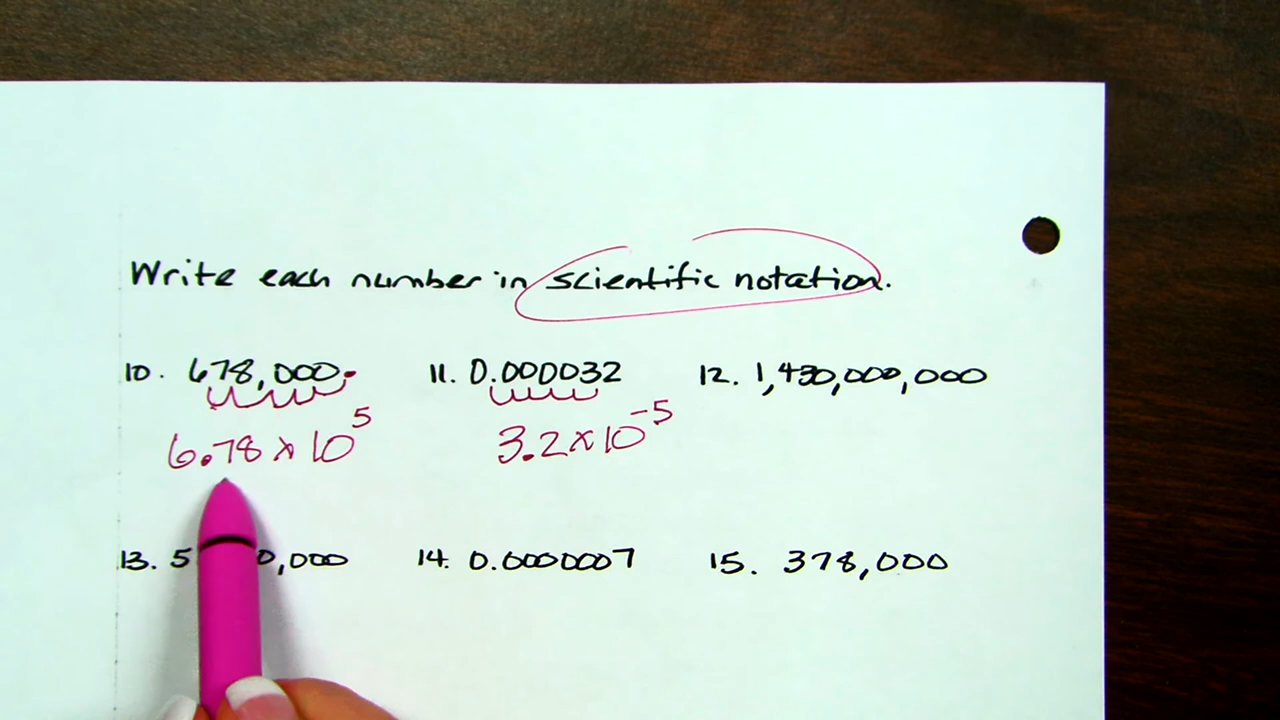 Write each number in scientific notation.
10. 678,000. 11. 0.000032 12. 1,430,000,000
6.78 x 10^5 3.2 x 10^-5
13. 14. 0.0000007 15. 378,000